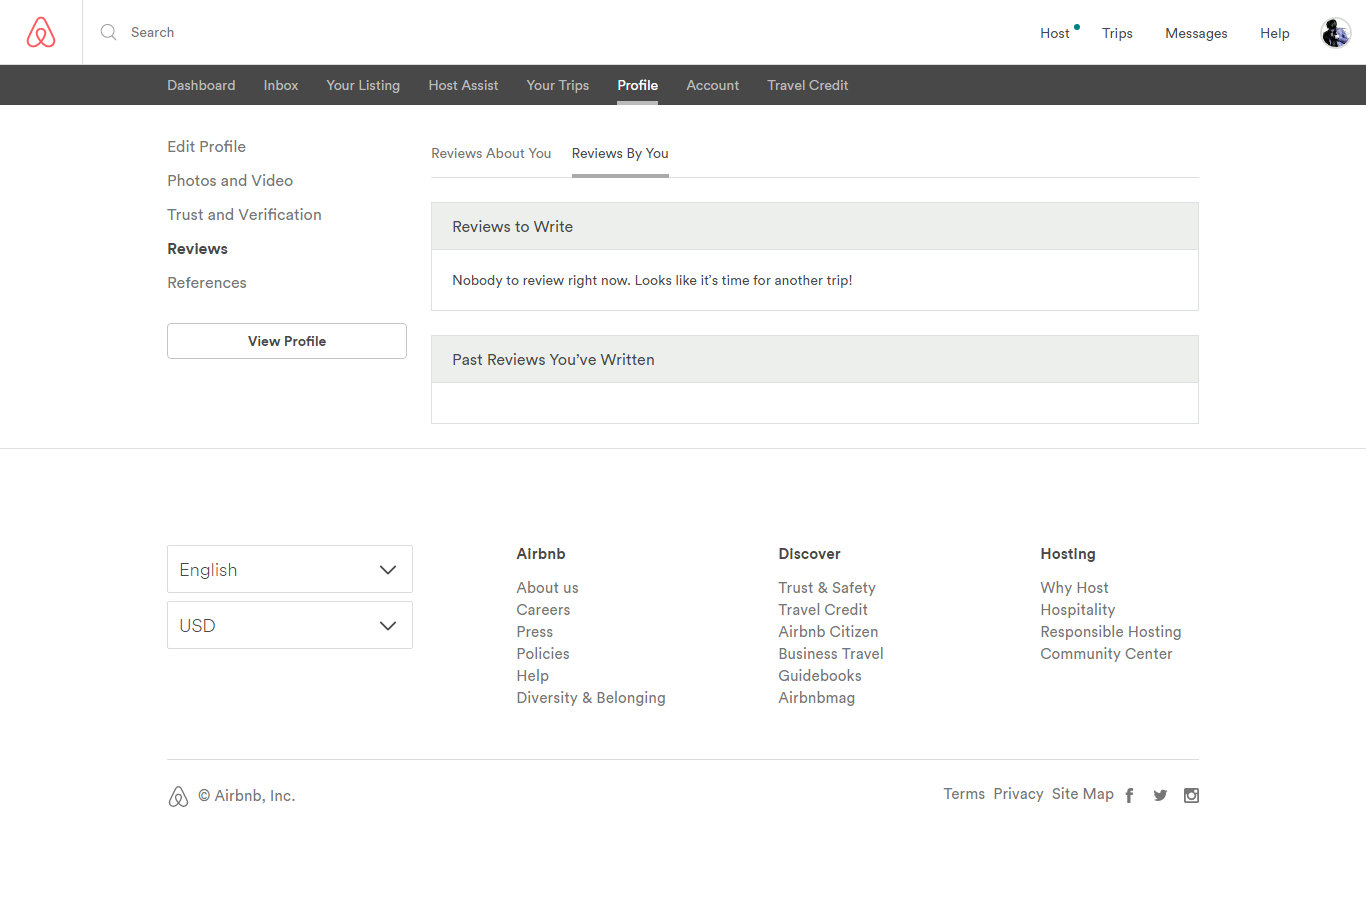 Search
Host
Trips
Messages
Help
Dashboard
Inbox
Your Listing
Host Assist
Your Trips
Profile
Account
Travel Credit
Edit Profile
Photos and Video
Trust and Verification
Reviews
References
View Profile
Reviews About You
Reviews By You
Reviews to Write
Nobody to review right now. Looks like it's time for another trip!
Past Reviews You’ve Written
English
USD
Airbnb
About us
Careers
Press
Policies
Help
Diversity & Belonging
Discover
Trust & Safety
Travel Credit
Airbnb Citizen
Business Travel
Guidebooks
Airbnbmag
Hosting
Why Host
Hospitality
Responsible Hosting
Community Center
© Airbnb, Inc.
Terms
Privacy
Site Map